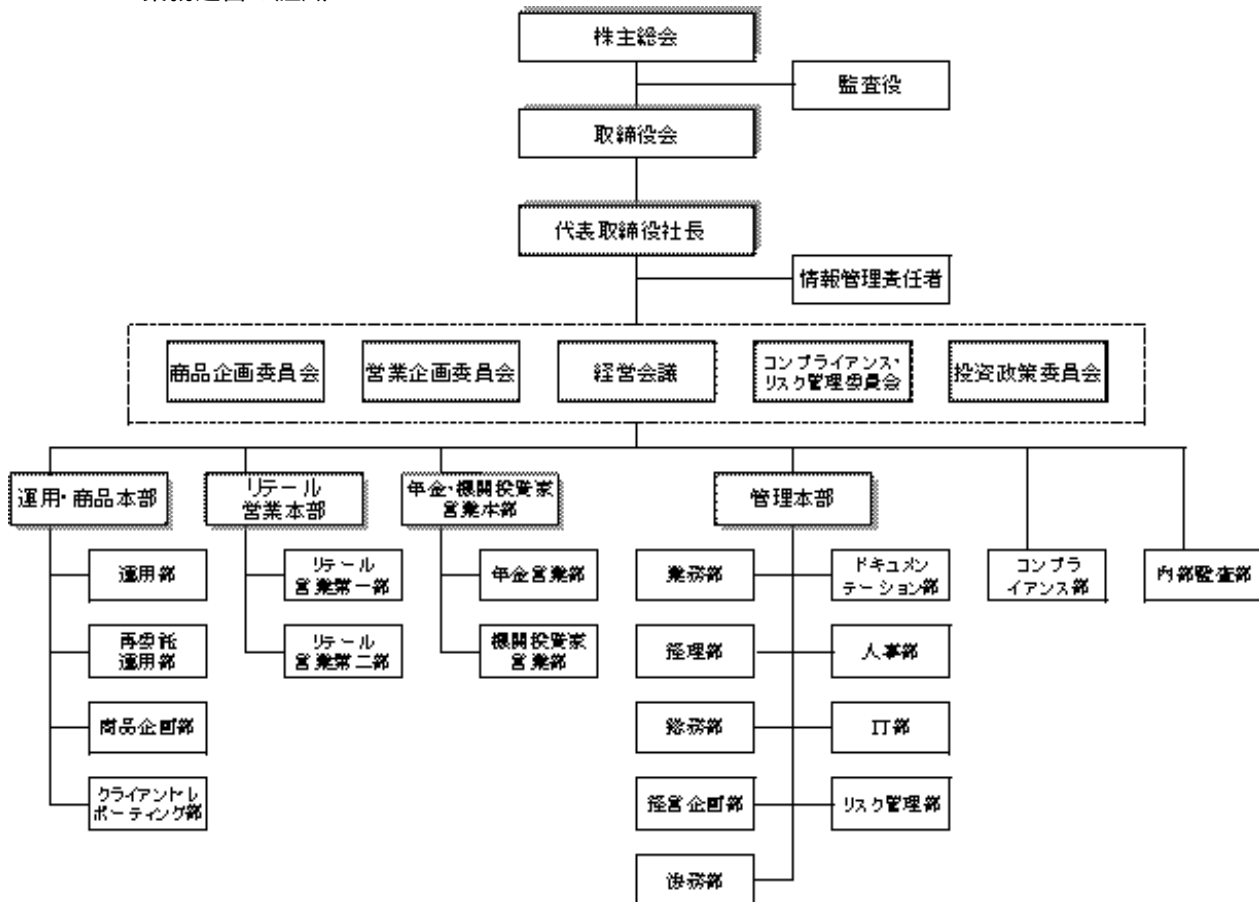 株主総会
監査役
取締役会
代表取締役社長
情報管理責任者
商品企画委員会
営業企画委員会
経営会議
コンプライアンス・
リスク管理委員会
投資政策委員会
運用・商品本部
リテール
営業本部
年金・機関投資家
営業本部
管理本部
運用部
リテール
営業第一部
年金営業部
業務部
ドキュメン
テーション部
コンプラ
イアンス部
内部監査部
再委託
運用部
リテール
営業第二部
機関投資家
営業部
経理部
人事部
商品企画部
総務部
IT部
クライアント・レ
ポーティング部
経営企画部
リスク管理部